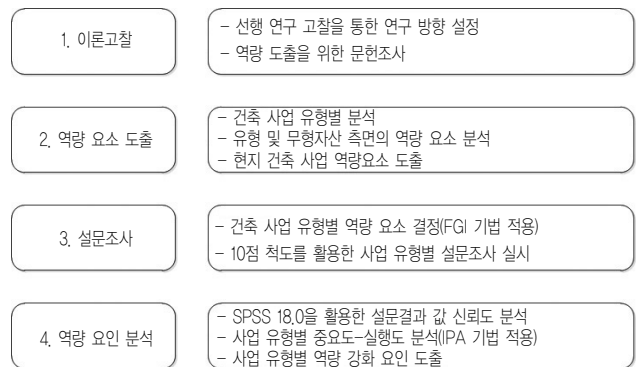 1. 이론고찰
- 선행 연구 고찰을 통한 연구 방향 설정
- 역량 도출을 위한 문헌조사
2. 역량 요소 도출
- 건축 사업 유형별 분석
- 유형 및 무형자산 측면의 역량 요소 분석
- 현지 건축 사업 역량요소 도출
3. 설문조사
- 건축 사업 유형별 역량 요소 결정(FGI 기법 적용)
- 10점 척도를 활용한 사업 유형별 설문조사 실시
4. 역량 요인 분석
- SPSS 18.0을 활용한 설문결과 값 신뢰도 분석
- 사업 유형별 중요도-실행도 분석(IPA 기법 적용)
- 사업 유형별 역량 강화 요인 도출